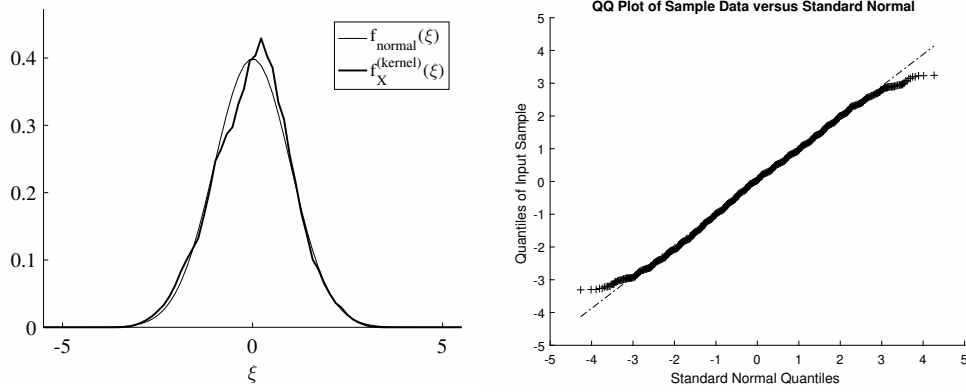 0.4
0.3
0.2
0.1
0
-5
0
5
ξ
f_normal(ξ)
f_X^(kernel)(ξ)
QQ Plot of Sample Data versus Standard Normal
5
4
3
2
1
0
-1
-2
-3
-4
-5
Quantiles of Input Sample
-5 -4 -3 -2 -1 0 1 2 3 4 5
Standard Normal Quantiles